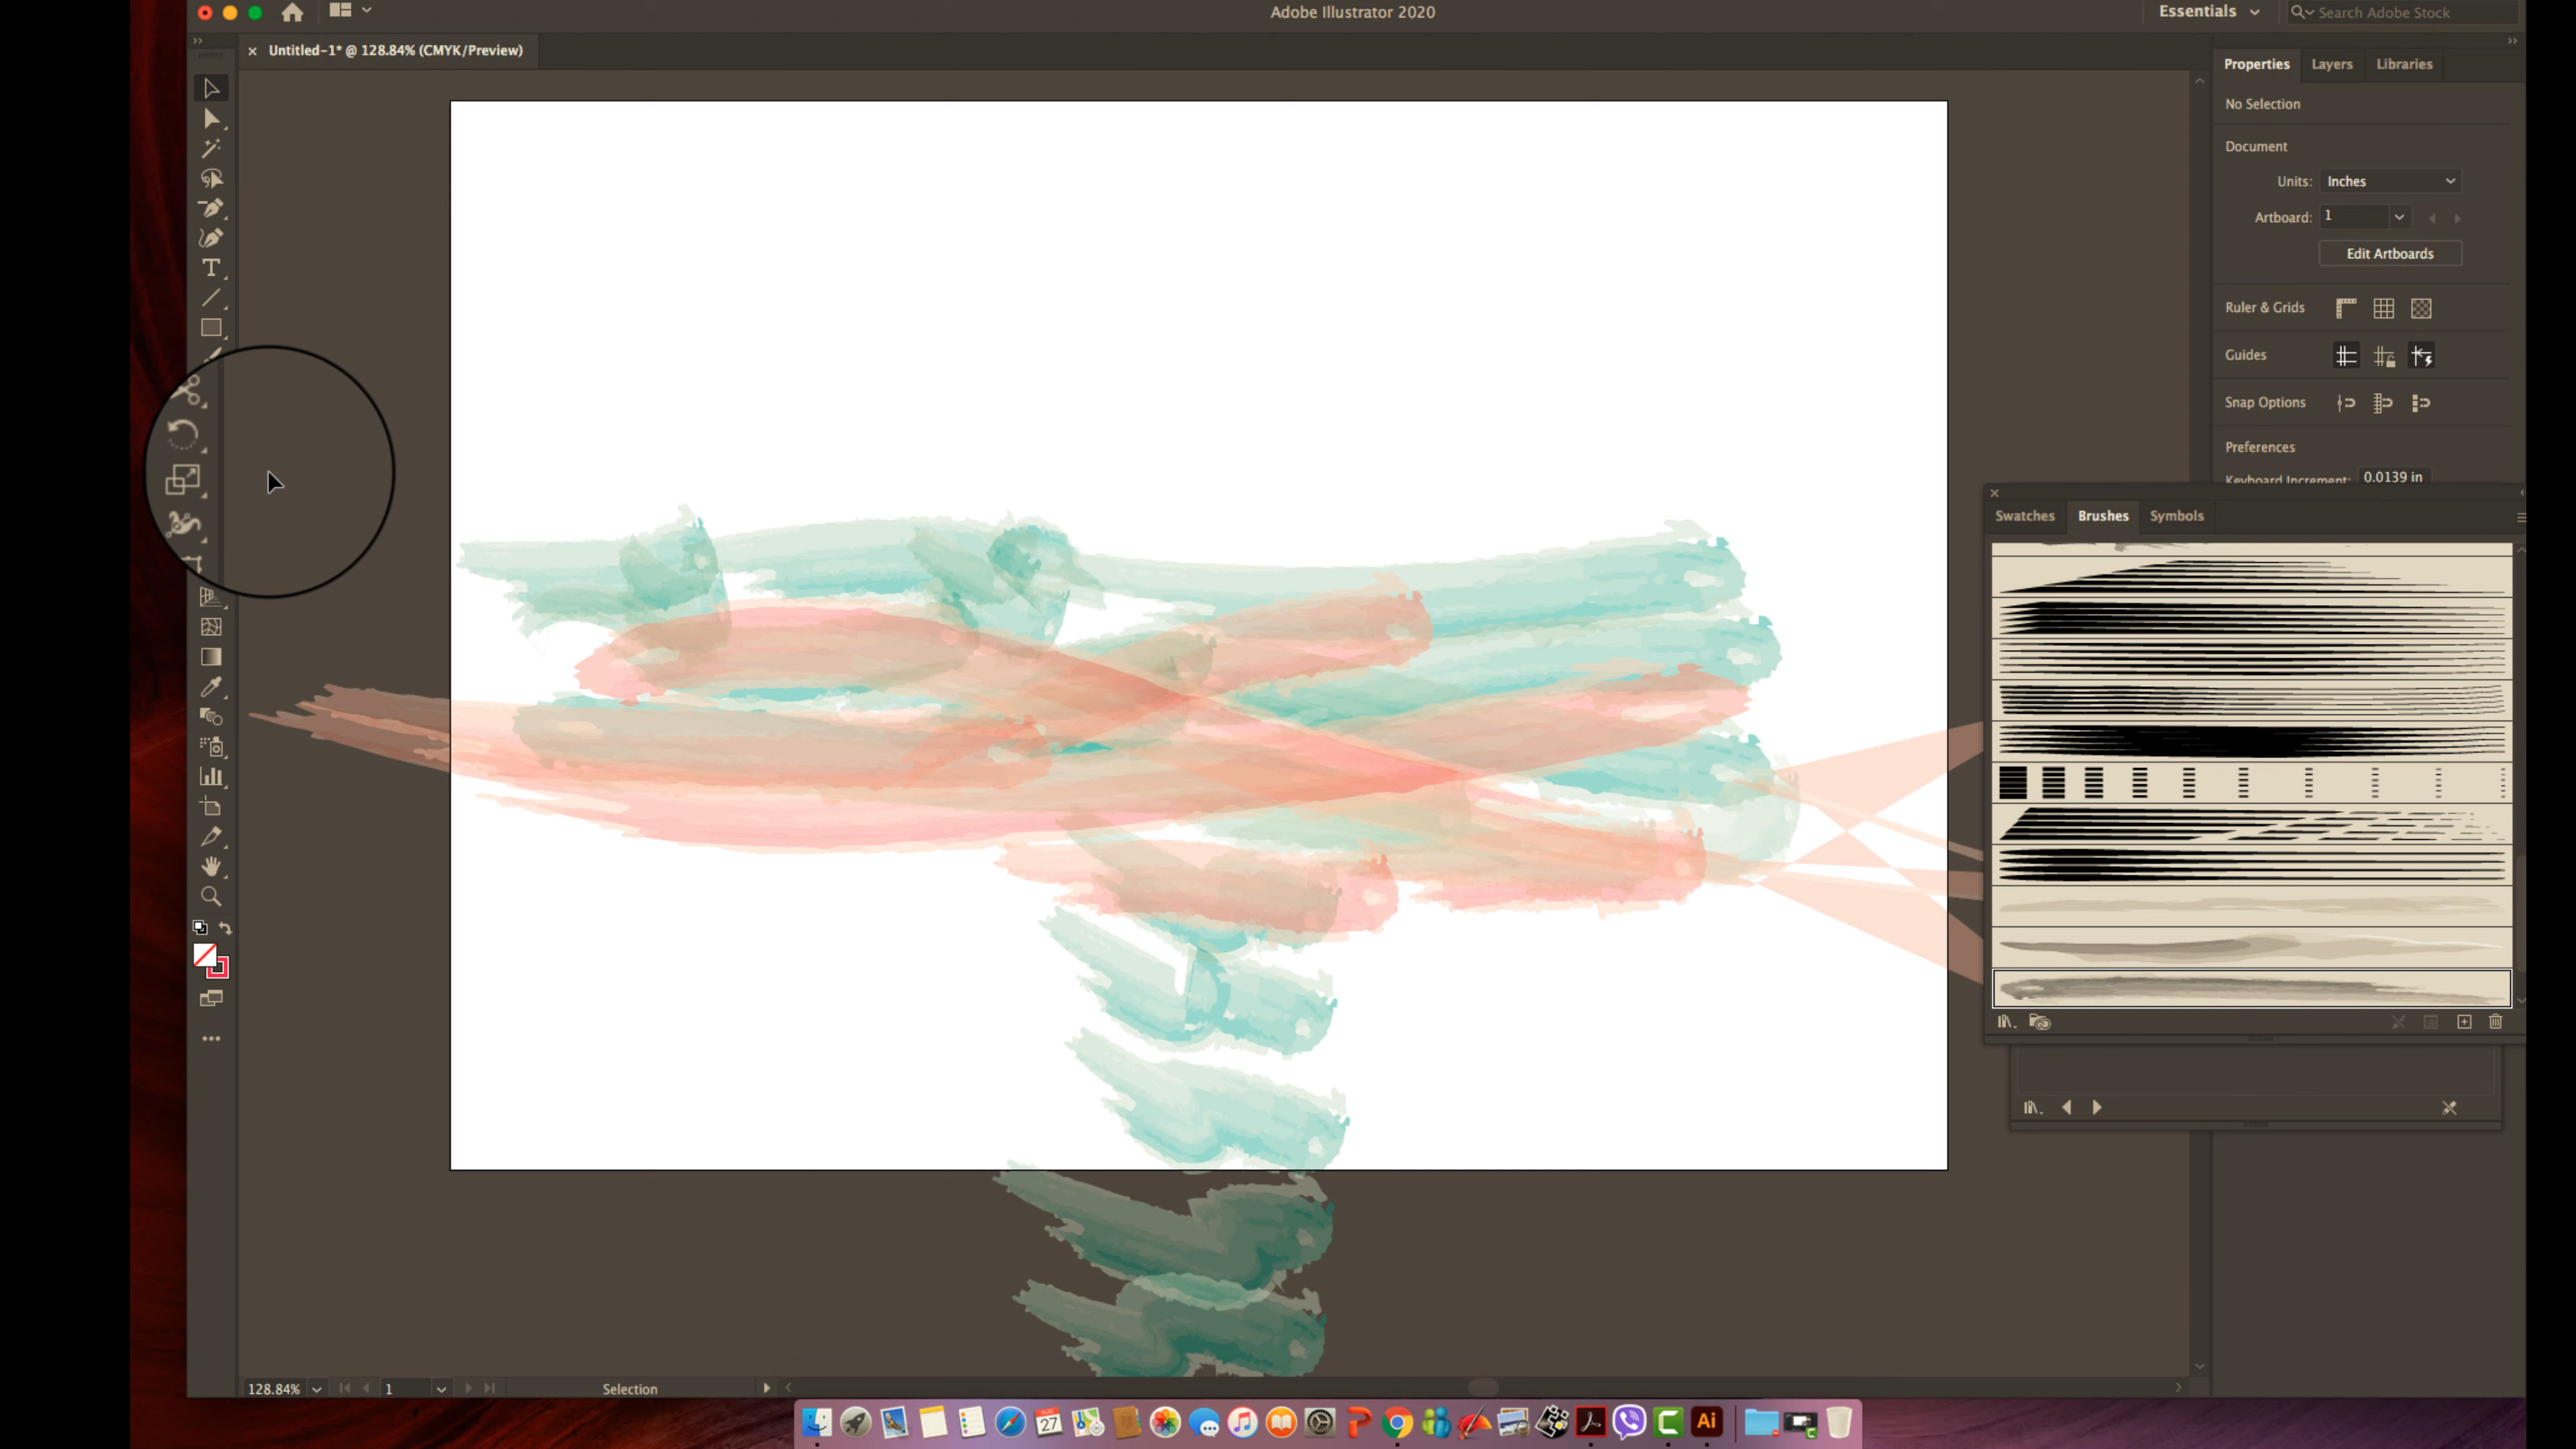 Adobe Illustrator 2020
Essentials
Search Adobe Stock
Untitled-1* @ 128.84% (CMYK/Preview)
Properties Layers Libraries
No Selection
Document
Units: Inches
Artboard: 1
Edit Artboards
Ruler & Grids
Guides
Snap Options
Preferences
Keyboard Increment: 0.0139 in
Swatches Brushes Symbols
128.84% 1 Selection
AUG
27
Ai